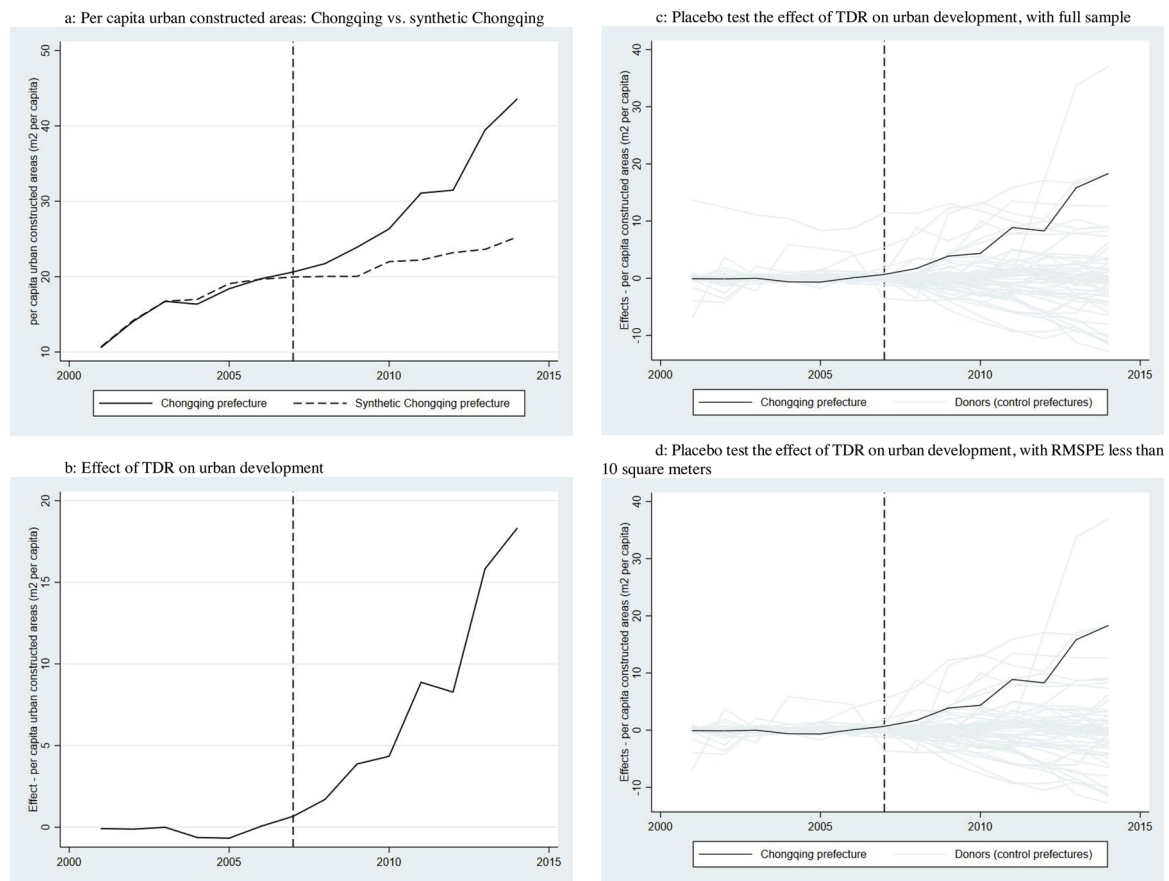 a: Per capita urban constructed areas: Chongqing vs. synthetic Chongqing
per capita urban constructed areas (m2 per capita)
50
40
30
20
10
2000 2005 2010 2015
Chongqing prefecture Synthetic Chongqing prefecture
b: Effect of TDR on urban development
Effect - per capita urban constructed areas (m2 per capita)
20
15
10
5
0
2000 2005 2010 2015
c: Placebo test the effect of TDR on urban development, with full sample
Effects - per capita constructed areas (m2 per capita)
40
30
20
10
0
-10
2000 2005 2010 2015
Chongqing prefecture Donors (control prefectures)
d: Placebo test the effect of TDR on urban development, with RMSPE less than
10 square meters
Effects - per capita constructed areas (m2 per capita)
40
30
20
10
0
-10
2000 2005 2010 2015
Chongqing prefecture Donors (control prefectures)